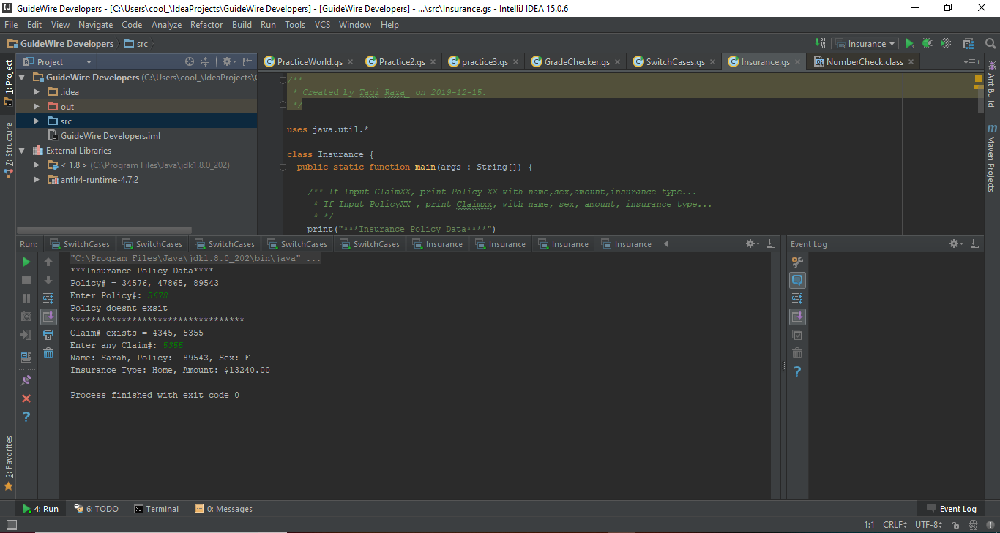 GuideWire Developers - [C:\Users\cool_\IdeaProjects\GuideWire Developers] - [GuideWire Developers] - ...\src\Insurance.gs - IntelliJ IDEA 15.0.6
File Edit View Navigate Code Analyze Refactor Build Run Tools VCS Window Help
GuideWire Developers src Insurance
Project
PracticeWorld.gs Practice2.gs practice3.gs GradeChecker.gs SwitchCases.gs Insurance.gs NumberCheck.class
1: Project
7: Structure
2: Favorites
GuideWire Developers (C:\Users\cool_\IdeaProjects\
.idea
out
src
GuideWire Developers.iml
External Libraries
< 1.8 > (C:\Program Files\Java\jdk1.8.0_202)
antlr4-runtime-4.7.2
/**
* Created by Taqi Raza on 2019-12-15.
*/
uses java.util.*
class Insurance {
public static function main(args : String[]) {
/** If Input ClaimXX, print Policy XX with name,sex,amount,insurance type...
* If Input PolicyXX , print Claimxx, with name, sex, amount, insurance type...
* */
print("***Insurance Policy Data****")
Ant Build
Maven Projects
Run: SwitchCases SwitchCases SwitchCases SwitchCases SwitchCases Insurance Insurance Insurance Insurance
Event Log
"C:\Program Files\Java\jdk1.8.0_202\bin\java" ...
***Insurance Policy Data****
Policy# = 34576, 47865, 89543
Enter Policy#: 5678
Policy doesnt exsit
**********************************
Claim# exists = 4345, 5355
Enter any Claim#: 5355
Name: Sarah, Policy:  89543, Sex: F
Insurance Type: Home, Amount: $13240.00
Process finished with exit code 0
4: Run 6: TODO Terminal 0: Messages Event Log
1:1 CRLF UTF-8